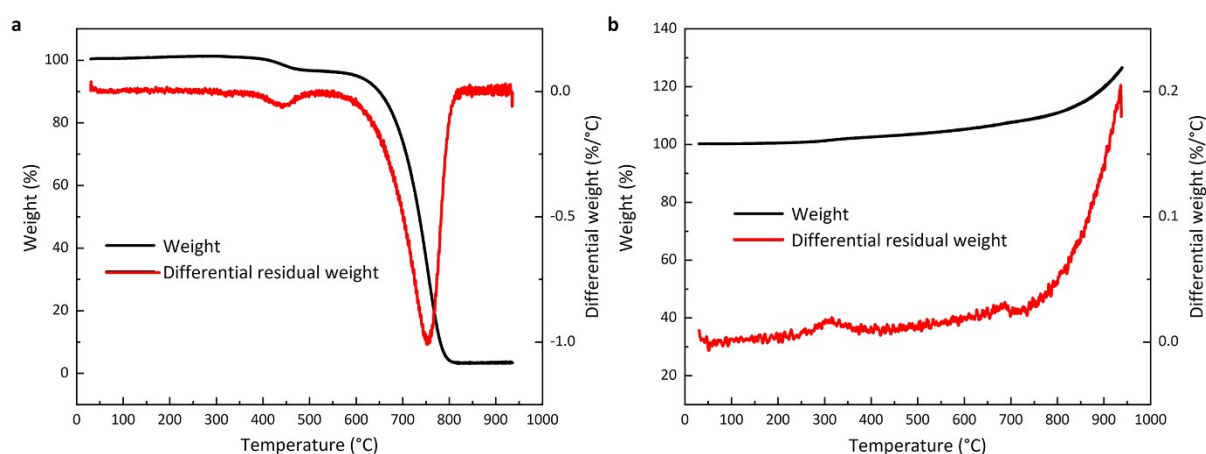 a
100
80
60
40
20
0
Weight (%)
0.0
-0.5
-1.0
Differential weight (%/°C)
Weight
Differential residual weight
0 100 200 300 400 500 600 700 800 900 1000
Temperature (°C)
b
140
120
100
80
60
40
20
Weight (%)
0.2
0.1
0.0
Differential weight (%/°C)
Weight
Differential residual weight
0 100 200 300 400 500 600 700 800 900 1000
Temperature (°C)